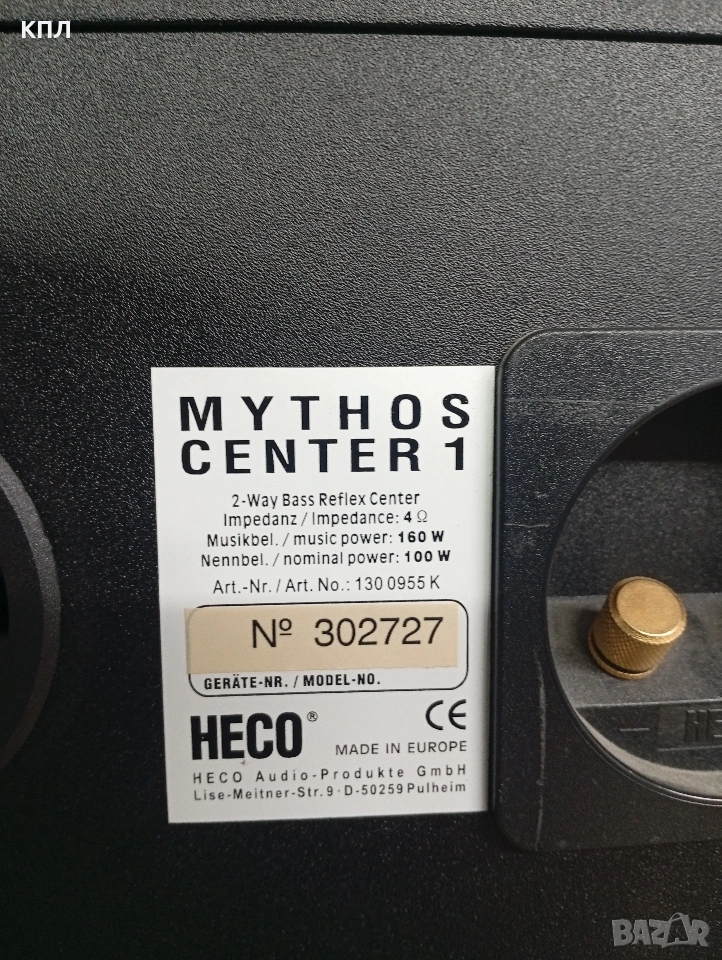 КПЛ
MYTHOS
CENTER 1
2-Way Bass Reflex Center
Impedanz / Impedance: 4 Ω
Musikbel. / music power: 160 W
Nennbel. / nominal power: 100 W
Art.-Nr. / Art. No.: 130 0955 K
Nº 302727
GERÄTE-NR. / MODEL-NO.
HECO® CE
MADE IN EUROPE
HECO Audio-Produkte GmbH
Lise-Meitner-Str. 9 · D-50259 Pulheim
BAZAR